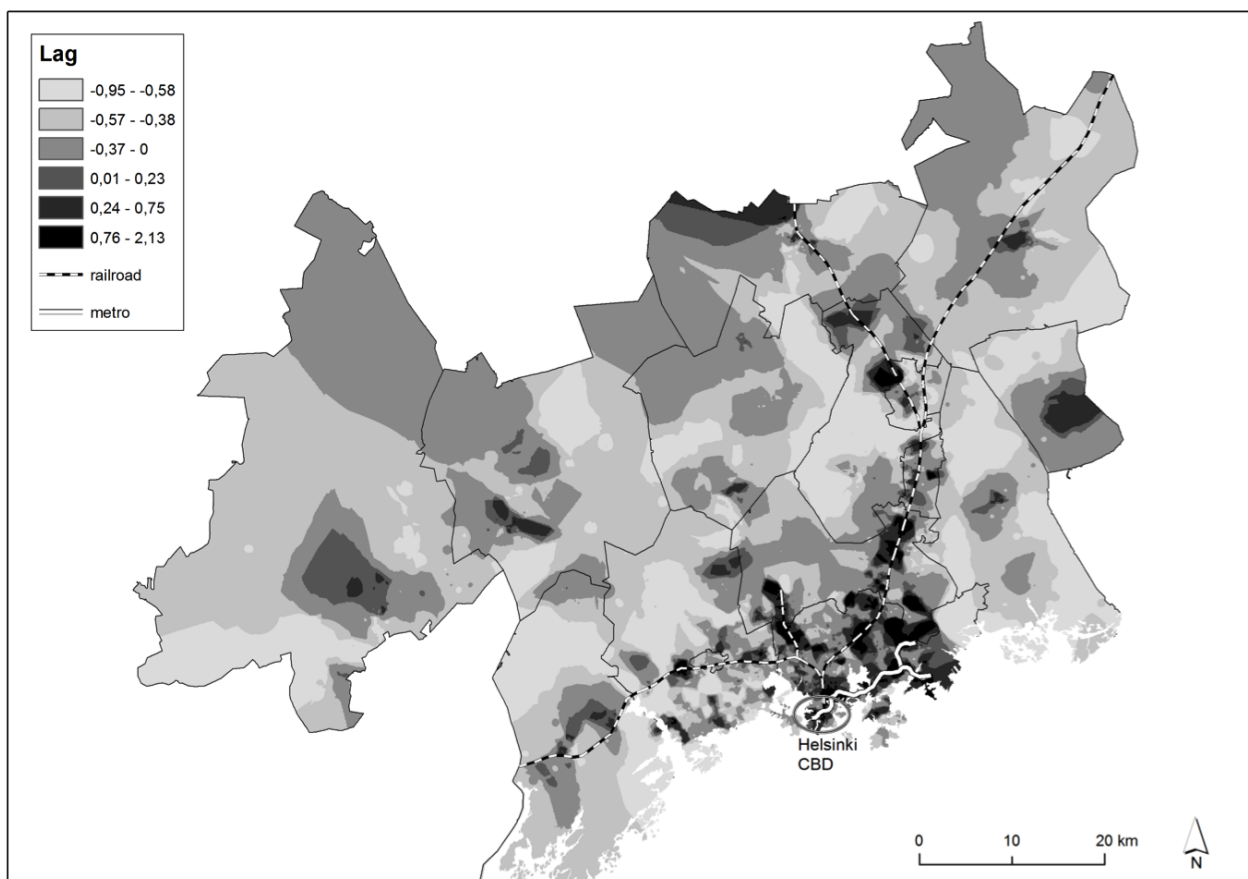 Lag
-0,95 - -0,58
-0,57 - -0,38
-0,37 - 0
0,01 - 0,23
0,24 - 0,75
0,76 - 2,13
railroad
metro
Helsinki
CBD
0 10 20 km
N